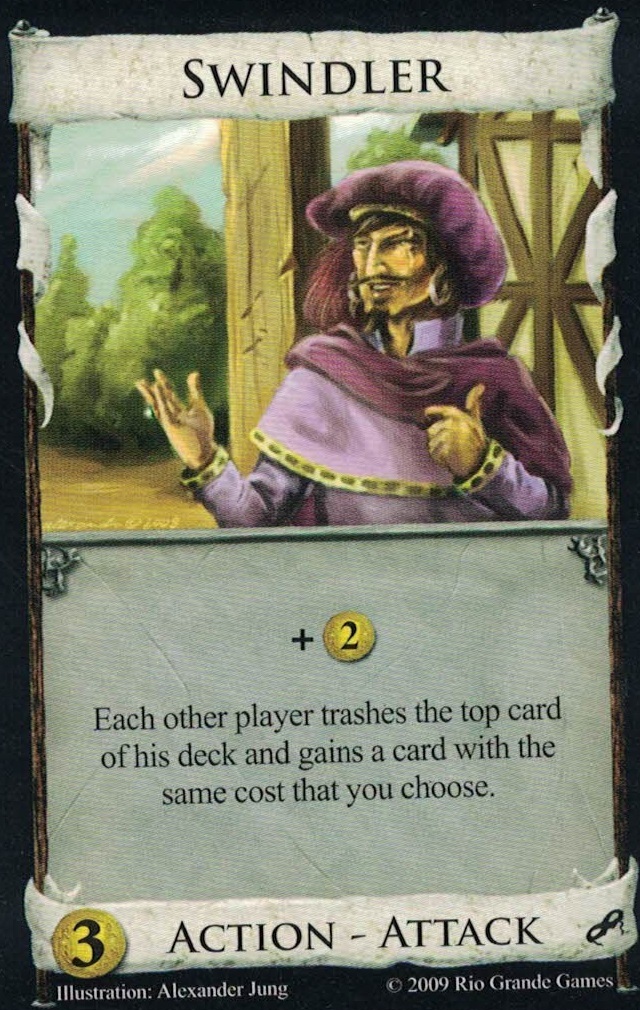 SWINDLER
+ 2
Each other player trashes the top card
of his deck and gains a card with the
same cost that you choose.
3 ACTION - ATTACK
Illustration: Alexander Jung © 2009 Rio Grande Games